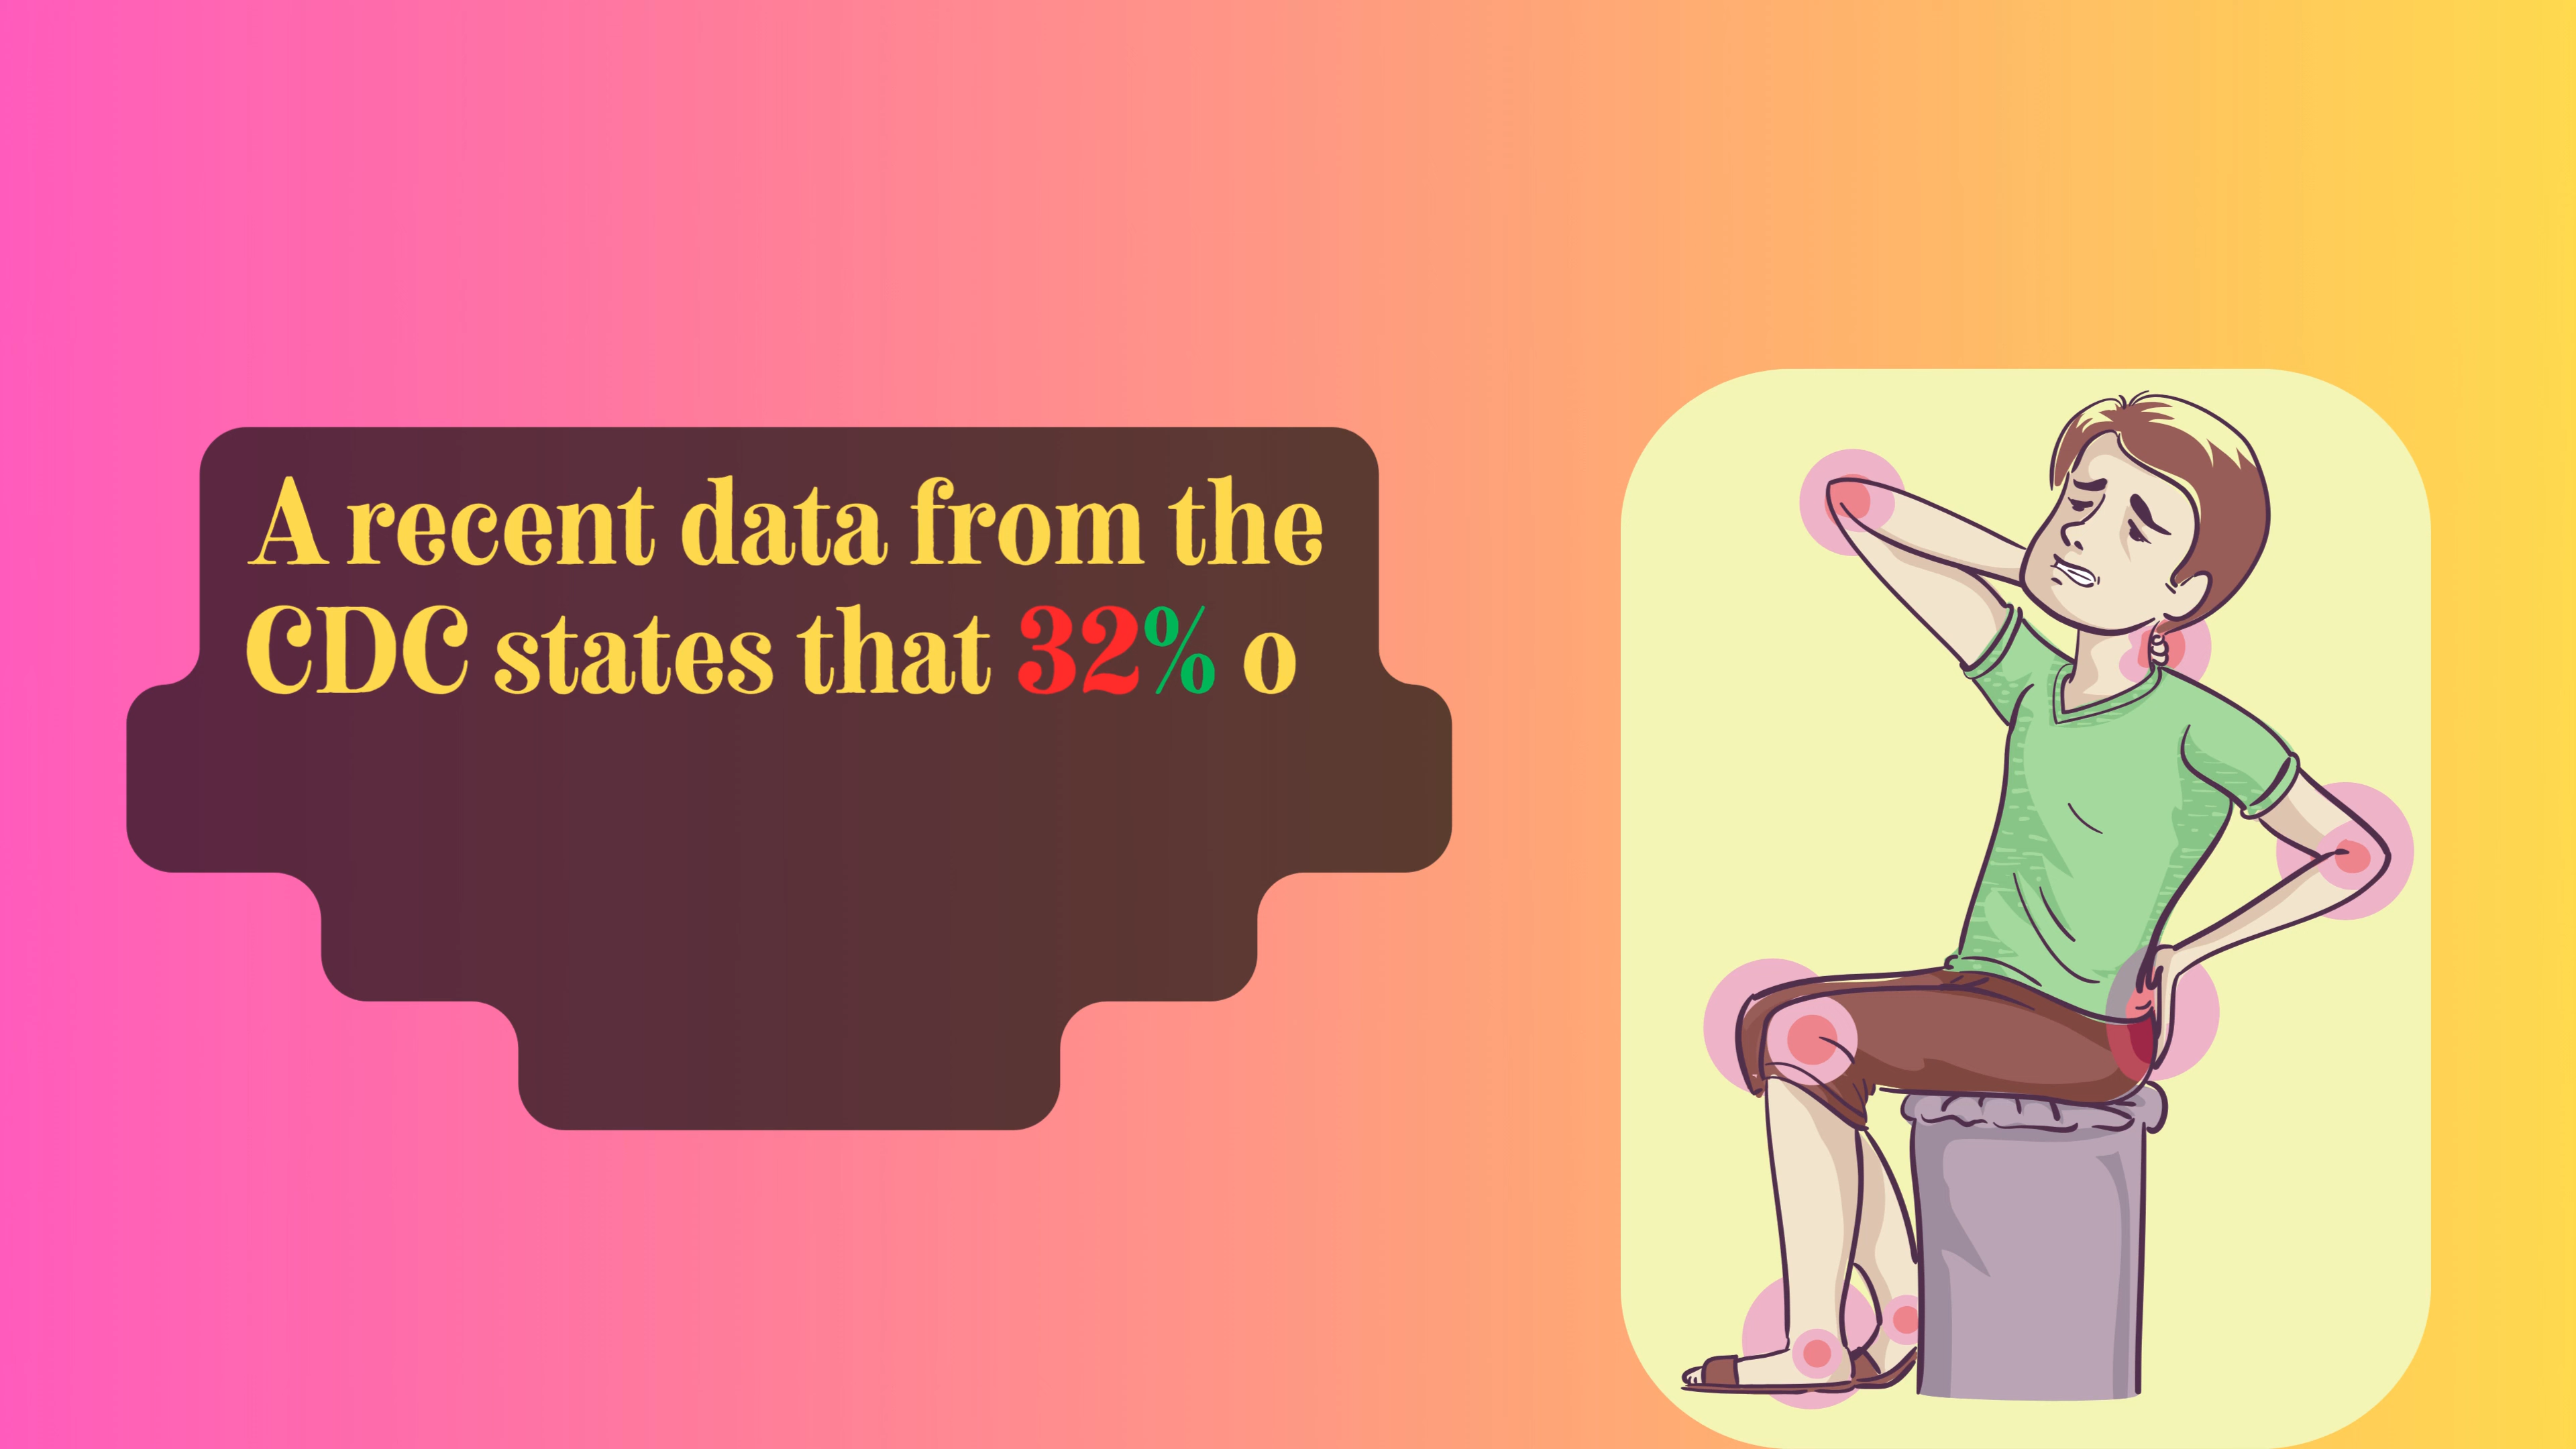 A recent data from the
CDC states that 32% o